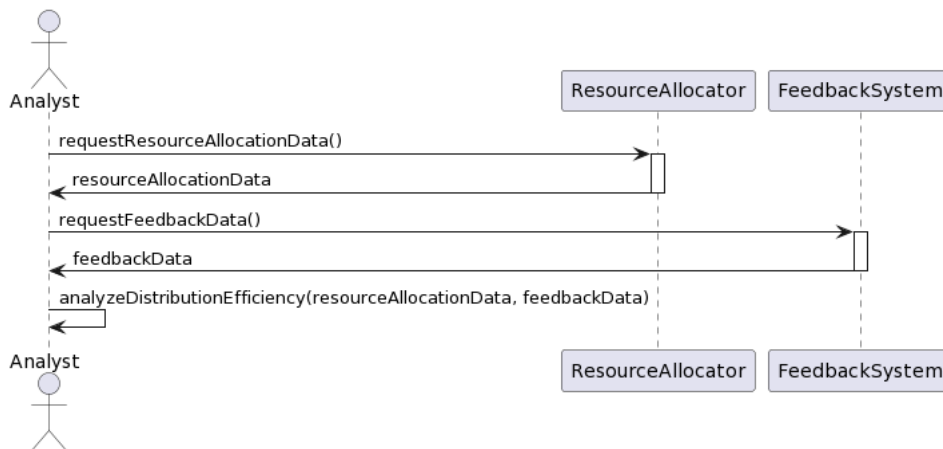 Analyst
ResourceAllocator
FeedbackSystem
requestResourceAllocationData()
resourceAllocationData
requestFeedbackData()
feedbackData
analyzeDistributionEfficiency(resourceAllocationData, feedbackData)
Analyst
ResourceAllocator
FeedbackSystem